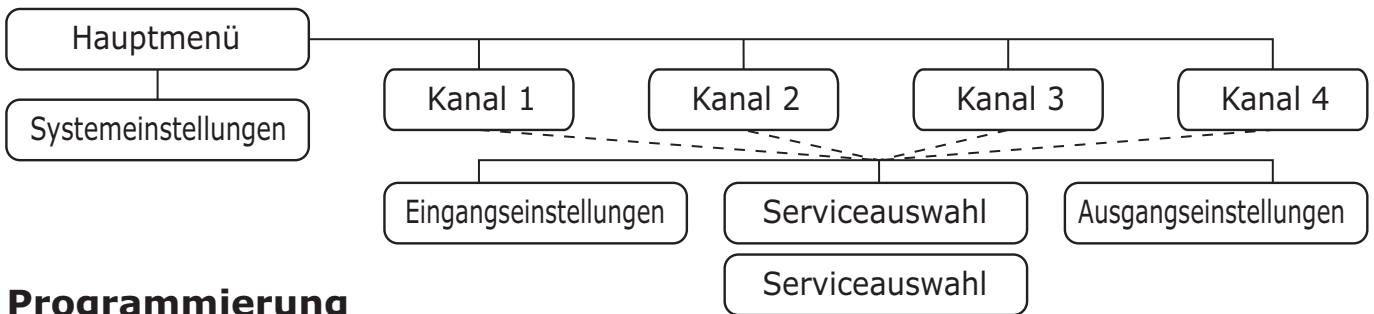 Hauptmenü
Kanal 1 Kanal 2 Kanal 3 Kanal 4
Systemeinstellungen
Eingangseinstellungen Serviceauswahl Ausgangseinstellungen
Serviceauswahl
Programmierung